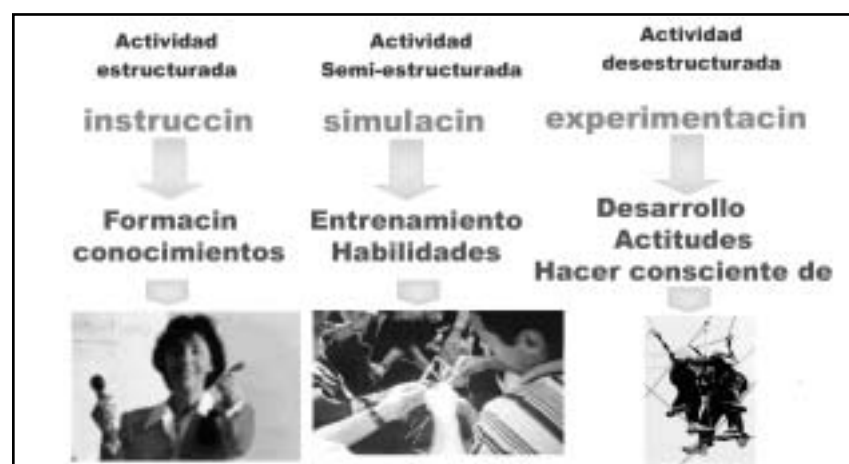 Actividad
estructurada
instruccin
Formacin
conocimientos
Actividad
Semi-estructurada
simulacin
Entrenamiento
Habilidades
Actividad
desestructurada
experimentacin
Desarrollo
Actitudes
Hacer consciente de